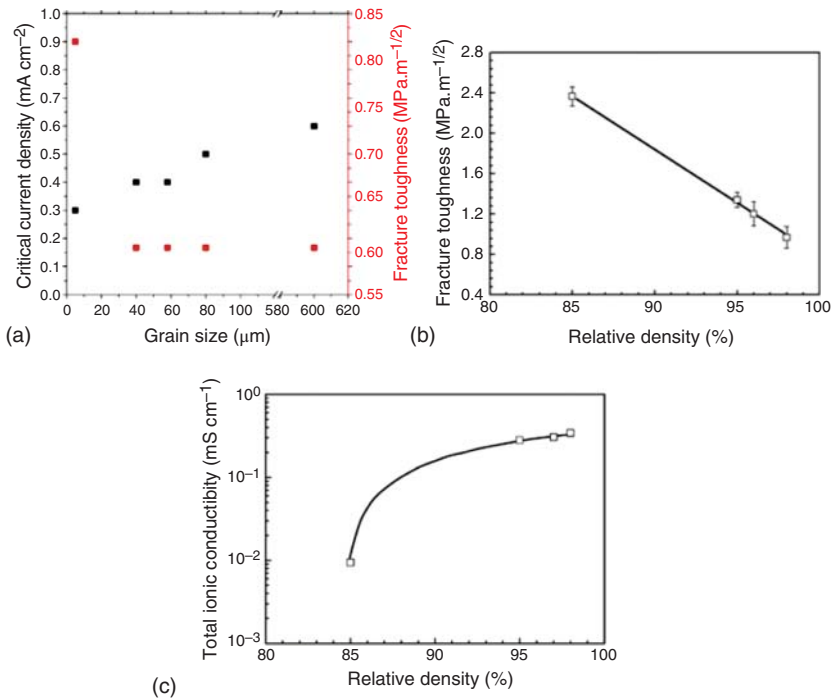 Critical current density (mA cm–2)
1.0
0.9
0.8
0.7
0.6
0.5
0.4
0.3
0.2
0.1
0.0
0 20 40 60 80 100 580 600 620
Grain size (μm)
0.85
0.80
0.75
0.70
0.65
0.60
0.55
Fracture toughness (MPa.m–1/2)
(a)
Fracture toughness (MPa.m–1/2)
2.8
2.4
2.0
1.6
1.2
0.8
0.4
80 85 90 95 100
Relative density (%)
(b)
Total ionic conductibity (mS cm–1)
10^0
10–1
10–2
10–3
80 85 90 95 100
Relative density (%)
(c)